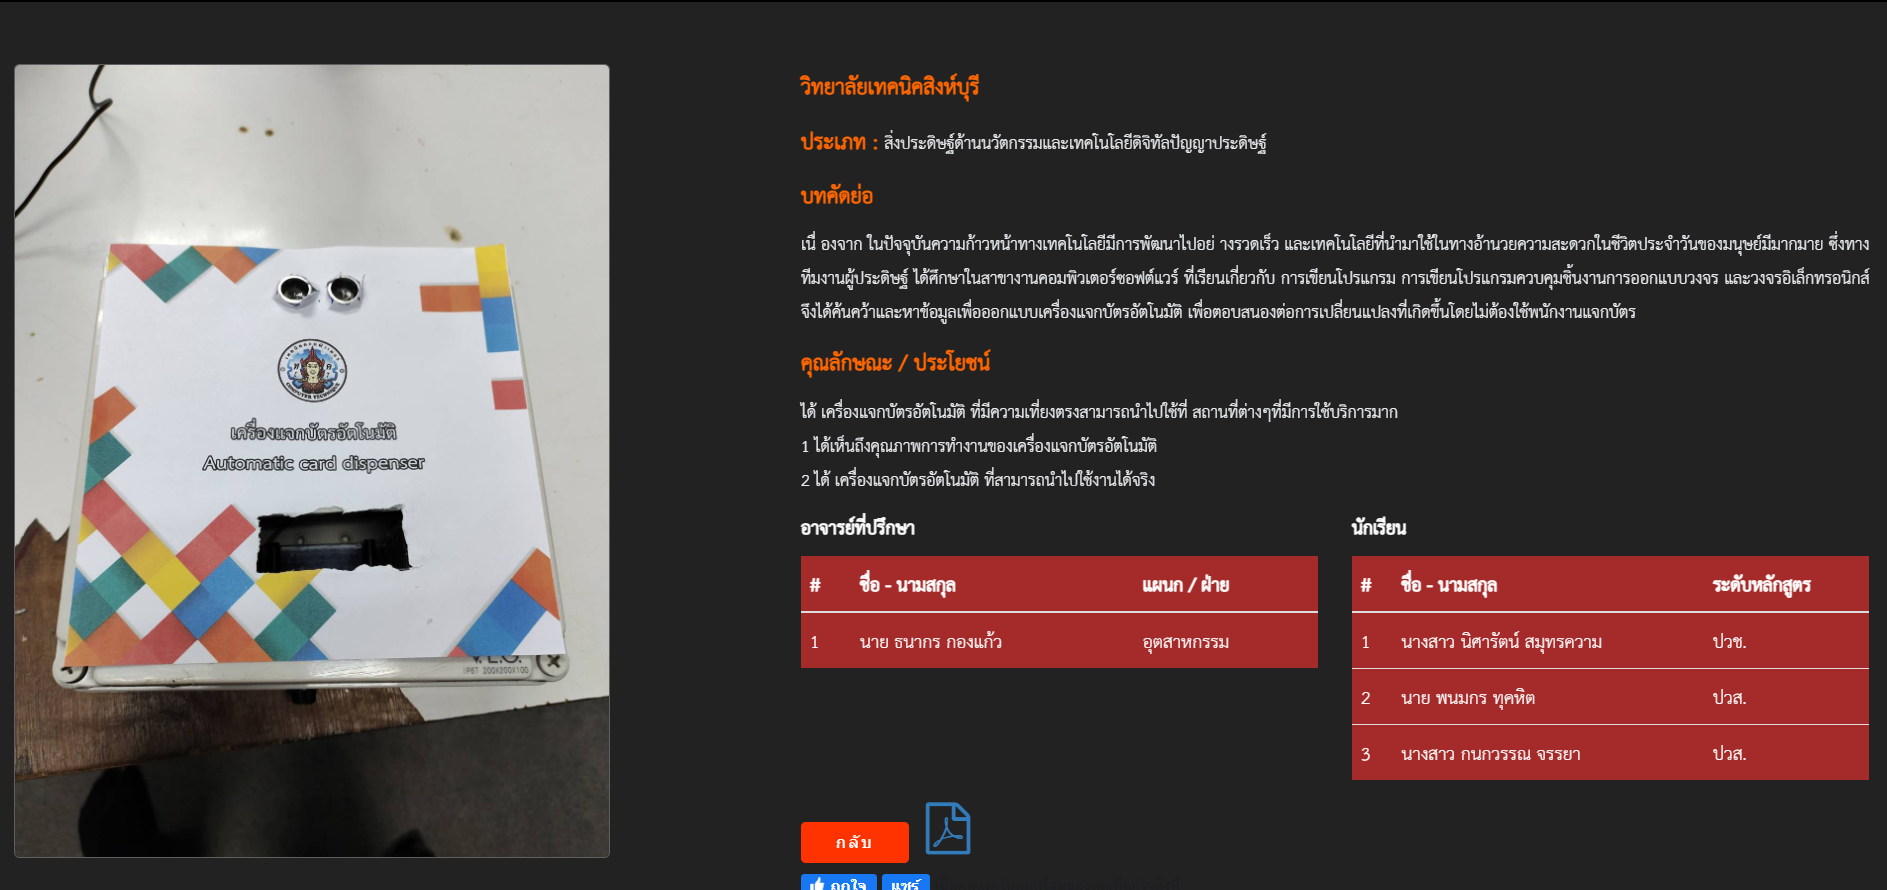 เครื่องแจกบัตรอัตโนมัติ
Automatic card dispenser
IP67 200X200X100
COMPUTER TECHNIQUE
วิทยาลัยเทคนิคสิงห์บุรี
ประเภท : สิ่งประดิษฐ์ด้านนวัตกรรมและเทคโนโลยีดิจิทัลปัญญาประดิษฐ์
บทคัดย่อ
เนื่ องจาก ในปัจจุบันความก้าวหน้าทางเทคโนโลยีมีการพัฒนาไปอย่ างรวดเร็ว และเทคโนโลยีที่นำมาใช้ในทางอำนวยความสะดวกในชีวิตประจำวันของมนุษย์มีมากมาย ซึ่งทาง
ทีมงานผู้ประดิษฐ์ ได้ศึกษาในสาขางานคอมพิวเตอร์ซอฟต์แวร์ ที่เรียนเกี่ยวกับ การเขียนโปรแกรม การเขียนโปรแกรมควบคุมชิ้นงานการออกแบบวงจร และวงจรอิเล็กทรอนิกส์
จึงได้ค้นคว้าและหาข้อมูลเพื่อออกแบบเครื่องแจกบัตรอัตโนมัติ เพื่อตอบสนองต่อการเปลี่ยนแปลงที่เกิดขึ้นโดยไม่ต้องใช้พนักงานแจกบัตร
คุณลักษณะ / ประโยชน์
ได้ เครื่องแจกบัตรอัตโนมัติ ที่มีความเที่ยงตรงสามารถนำไปใช้ที่ สถานที่ต่างๆที่มีการใช้บริการมาก
1 ได้เห็นถึงคุณภาพการทำงานของเครื่องแจกบัตรอัตโนมัติ
2 ได้ เครื่องแจกบัตรอัตโนมัติ ที่สามารถนำไปใช้งานได้จริง
อาจารย์ที่ปรึกษา
# ชื่อ - นามสกุล แผนก / ฝ่าย
1 นาย ธนากร กองแก้ว อุตสาหกรรม
นักเรียน
# ชื่อ - นามสกุล ระดับหลักสูตร
1 นางสาว นิศารัตน์ สมุทรความ ปวช.
2 นาย พนมกร ทุคหิต ปวส.
3 นางสาว กนกวรรณ จรรยา ปวส.
กลับ
ถูกใจ แชร์